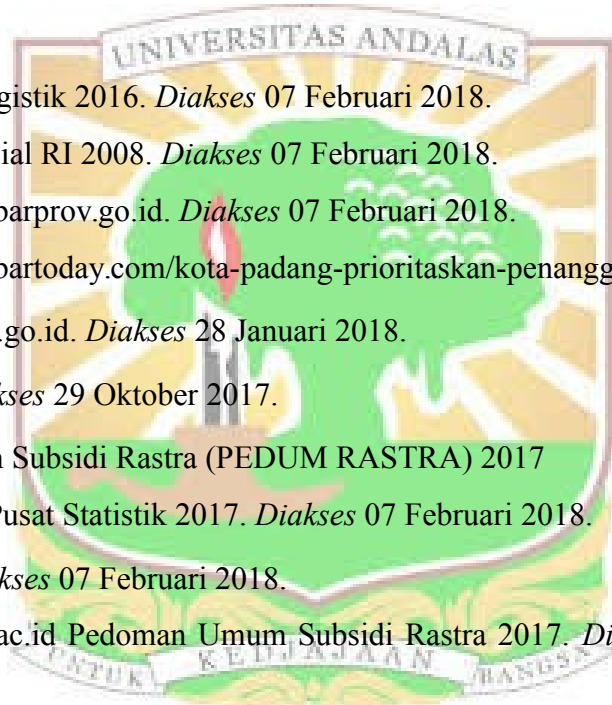 UNIVERSITAS ANDALAS
gistik 2016. Diakses 07 Februari 2018.
ial RI 2008. Diakses 07 Februari 2018.
barprov.go.id. Diakses 07 Februari 2018.
bartoday.com/kota-padang-prioritaskan-penangg
.go.id. Diakses 28 Januari 2018.
kses 29 Oktober 2017.
n Subsidi Rastra (PEDUM RASTRA) 2017
Pusat Statistik 2017. Diakses 07 Februari 2018.
kses 07 Februari 2018.
ac.id Pedoman Umum Subsidi Rastra 2017. Di
UNTUK KEDJAJAAN BANGSA